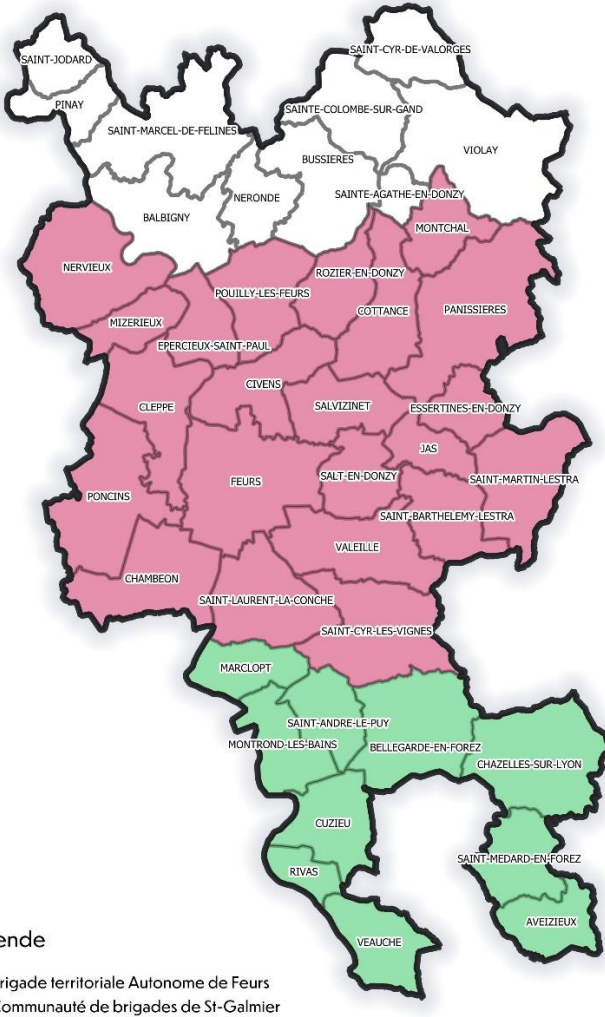 SAINT-CYR-DE-VALORGES
SAINT-JODARD
PINAY
SAINTE-COLOMBE-SUR-GAND
SAINT-MARCEL-DE-FELINES
VIOLAY
BUSSIERES
SAINTE-AGATHE-EN-DONZY
NERONDE
BALBIGNY
MONTCHAL
NERVIEUX
ROZIER-EN-DONZY
POUILLY-LES-FEURS
COTTANCE
PANISSIERES
MIZERIEUX
EPERCIEUX-SAINT-PAUL
CIVENS
CLEPPE
SALVIZINET
ESSERTINES-EN-DONZY
JAS
FEURS
SALT-EN-DONZY
SAINT-MARTIN-LESTRA
PONCINS
SAINT-BARTHELEMY-LESTRA
VALEILLE
CHAMBEON
SAINT-LAURENT-LA-CONCHE
SAINT-CYR-LES-VIGNES
MARCLOPT
SAINT-ANDRE-LE-PUY
MONTROND-LES-BAINS
BELLEGARDE-EN-FOREZ
CHAZELLES-SUR-LYON
CUZIEU
SAINT-MEDARD-EN-FOREZ
RIVAS
AVEIZIEUX
VEAUCHE
ende
rigade territoriale Autonome de Feurs
Communauté de brigades de St-Galmier